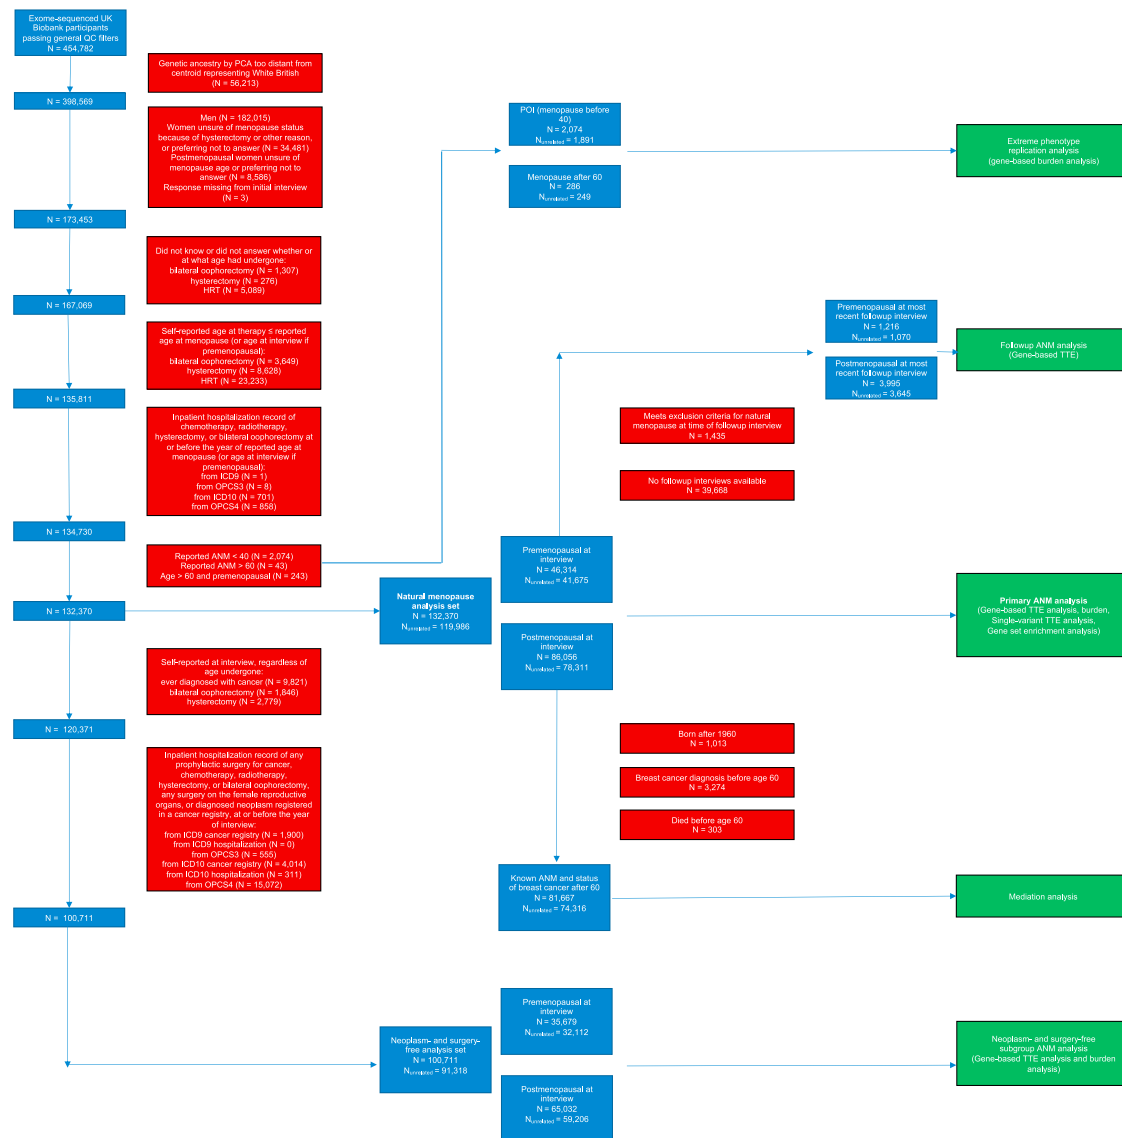 Exome-sequenced UK
Biobank participants
passing general QC filters
N = 454,782
Genetic ancestry by PCA too distant from
centroid representing White British
(N = 56,213)
N = 398,569
Men (N = 182,015)
Women unsure of menopause status
because of hysterectomy or other reason,
or preferring not to answer (N = 34,481)
Postmenopausal women unsure of
menopause age or preferring not to
answer (N = 8,586)
Response missing from initial interview
(N = 3)
N = 173,453
Did not know or did not answer whether or
at what age had undergone:
bilateral oophorectomy (N = 1,307)
hysterectomy (N = 276)
HRT (N = 5,089)
N = 167,069
Self-reported age at therapy ≤ reported
age at menopause (or age at interview if
premenopausal):
bilateral oophorectomy (N = 3,649)
hysterectomy (N = 8,628)
HRT (N = 23,233)
N = 135,811
Inpatient hospitalization record of
chemotherapy, radiotherapy,
hysterectomy, or bilateral oophorectomy at
or before the year of reported age at
menopause (or age at interview if
premenopausal):
from ICD9 (N = 1)
from OPCS3 (N = 8)
from ICD10 (N = 701)
from OPCS4 (N = 858)
N = 134,730
Reported ANM < 40 (N = 2,074)
Reported ANM > 60 (N = 43)
Age > 60 and premenopausal (N = 243)
N = 132,370
Self-reported at interview, regardless of
age undergone:
ever diagnosed with cancer (N = 9,821)
bilateral oophorectomy (N = 1,846)
hysterectomy (N = 2,779)
N = 120,371
Inpatient hospitalization record of any
prophylactic surgery for cancer,
chemotherapy, radiotherapy,
hysterectomy, or bilateral oophorectomy,
any surgery on the female reproductive
organs, or diagnosed neoplasm registered
in a cancer registry, at or before the year
of interview:
from ICD9 cancer registry (N = 1,900)
from ICD9 hospitalization (N = 0)
from OPCS3 (N = 555)
from ICD10 cancer registry (N = 4,014)
from ICD10 hospitalization (N = 311)
from OPCS4 (N = 15,072)
N = 100,711
POI (menopause before
40)
N = 2,074
Nunrelated = 1,891
Menopause after 60
N = 286
Nunrelated = 249
Extreme phenotype
replication analysis
(gene-based burden analysis)
Premenopausal at most
recent followup interview
N = 1,216
Nunrelated = 1,070
Postmenopausal at most
recent followup interview
N = 3,995
Nunrelated = 3,645
Followup ANM analysis
(Gene-based TTE)
Meets exclusion criteria for natural
menopause at time of followup interview
N = 1,435
No followup interviews available
N = 39,668
Natural menopause
analysis set
N = 132,370
Nunrelated = 119,986
Premenopausal at
interview
N = 46,314
Nunrelated = 41,675
Postmenopausal at
interview
N = 86,056
Nunrelated = 78,311
Primary ANM analysis
(Gene-based TTE analysis, burden,
Single-variant TTE analysis,
Gene set enrichment analysis)
Born after 1960
N = 1,013
Breast cancer diagnosis before age 60
N = 3,274
Died before age 60
N = 303
Known ANM and status
of breast cancer after 60
N = 81,667
Nunrelated = 74,316
Mediation analysis
Neoplasm- and surgery-
free analysis set
N = 100,711
Nunrelated = 91,318
Premenopausal at
interview
N = 35,679
Nunrelated = 32,112
Postmenopausal at
interview
N = 65,032
Nunrelated = 59,206
Neoplasm- and surgery-free
subgroup ANM analysis
(Gene-based TTE analysis and burden
analysis)